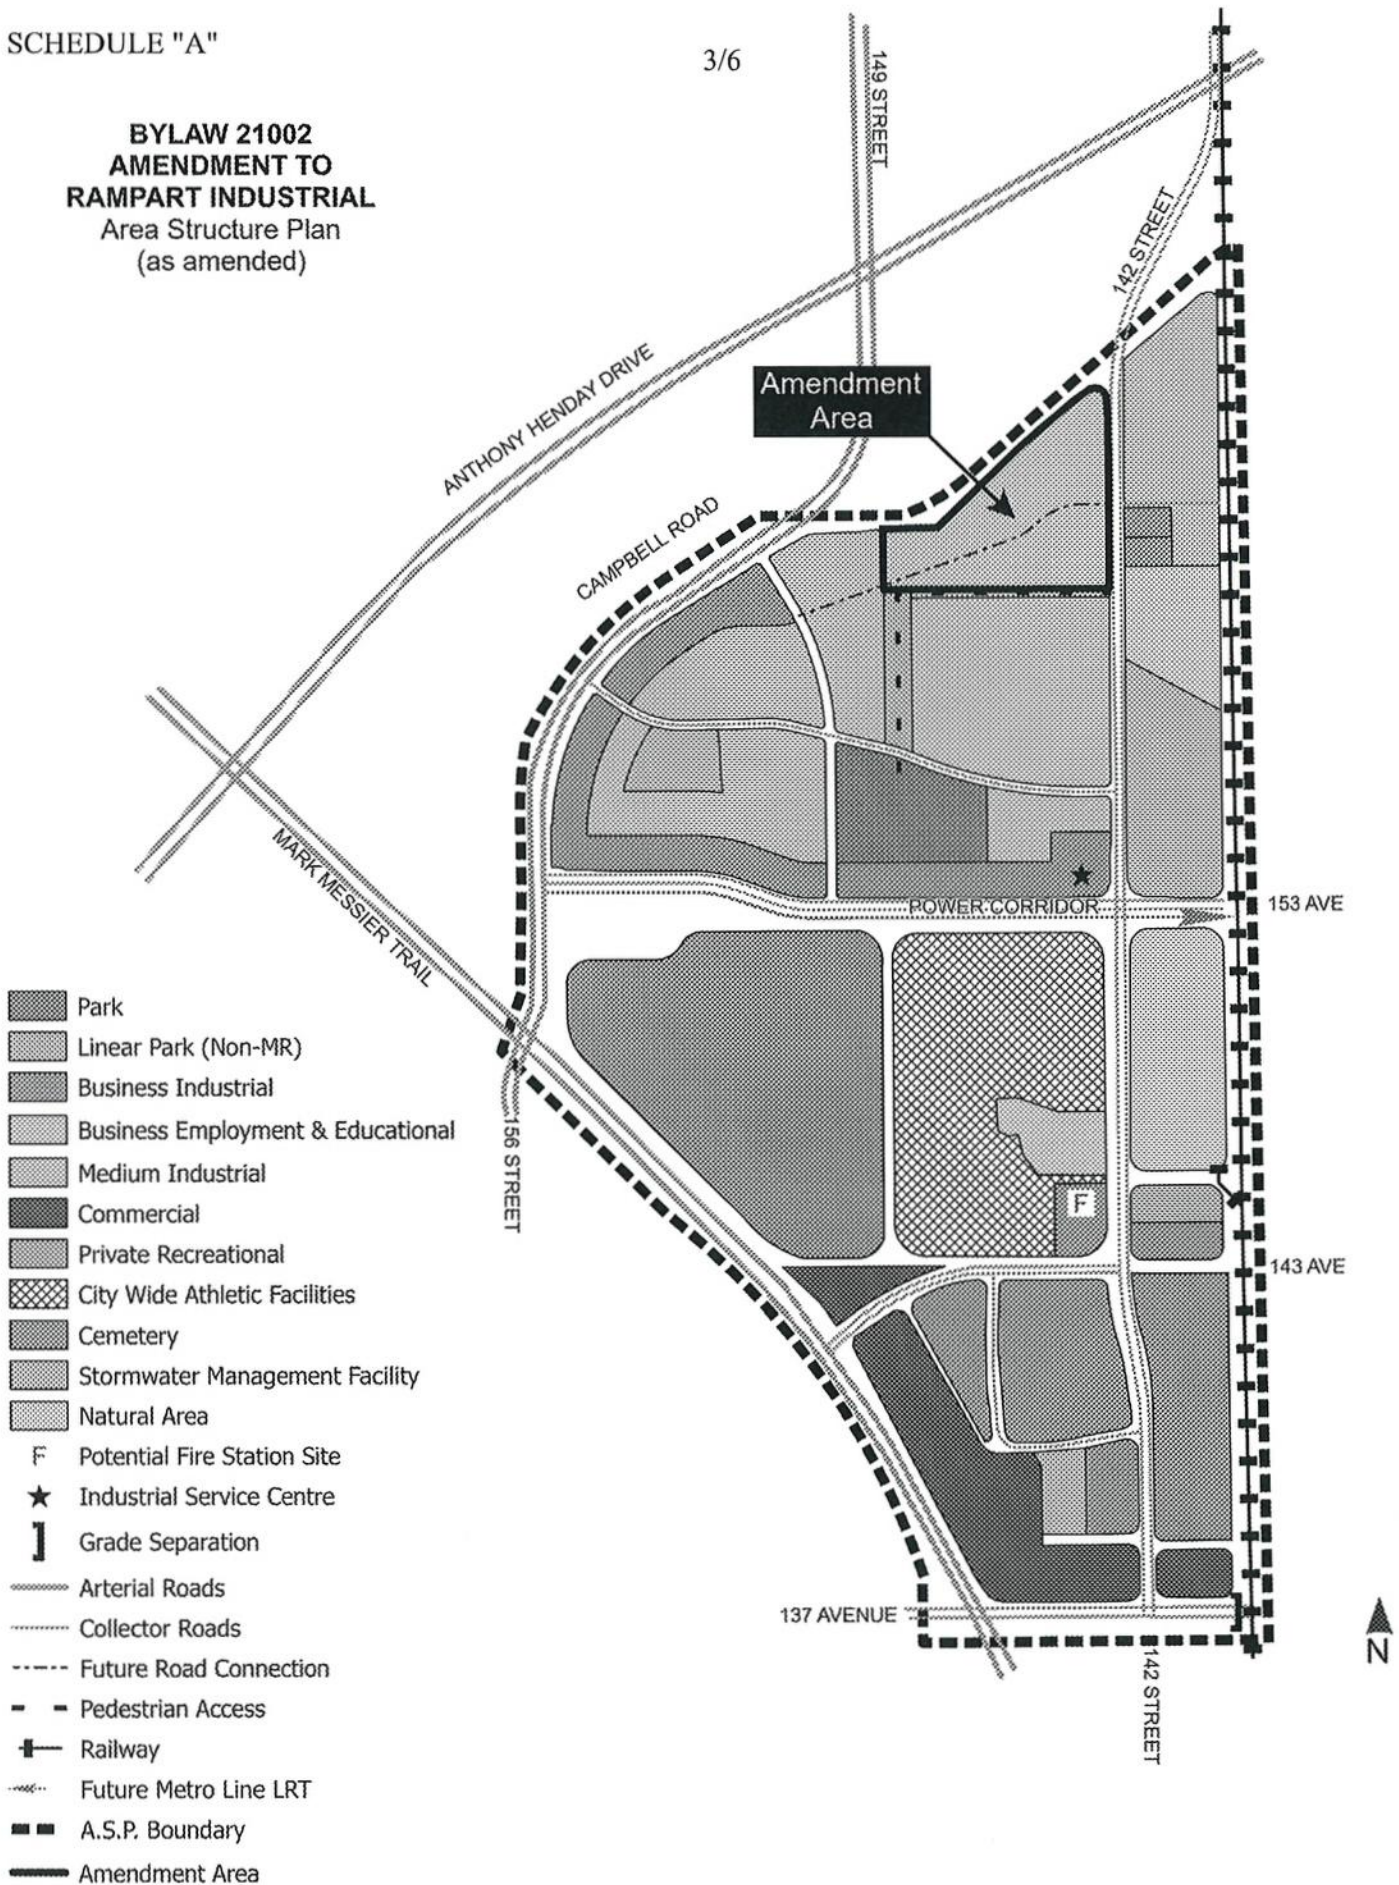 SCHEDULE "A"
3/6
BYLAW 21002
AMENDMENT TO
RAMPART INDUSTRIAL
Area Structure Plan
(as amended)
149 STREET
142 STREET
ANTHONY HENDAY DRIVE
Amendment
Area
CAMPBELL ROAD
MARK MESSIER TRAIL
POWER CORRIDOR
153 AVE
156 STREET
F
143 AVE
137 AVENUE
142 STREET
N
Park
Linear Park (Non-MR)
Business Industrial
Business Employment & Educational
Medium Industrial
Commercial
Private Recreational
City Wide Athletic Facilities
Cemetery
Stormwater Management Facility
Natural Area
F Potential Fire Station Site
Industrial Service Centre
Grade Separation
Arterial Roads
Collector Roads
Future Road Connection
Pedestrian Access
Railway
Future Metro Line LRT
A.S.P. Boundary
Amendment Area